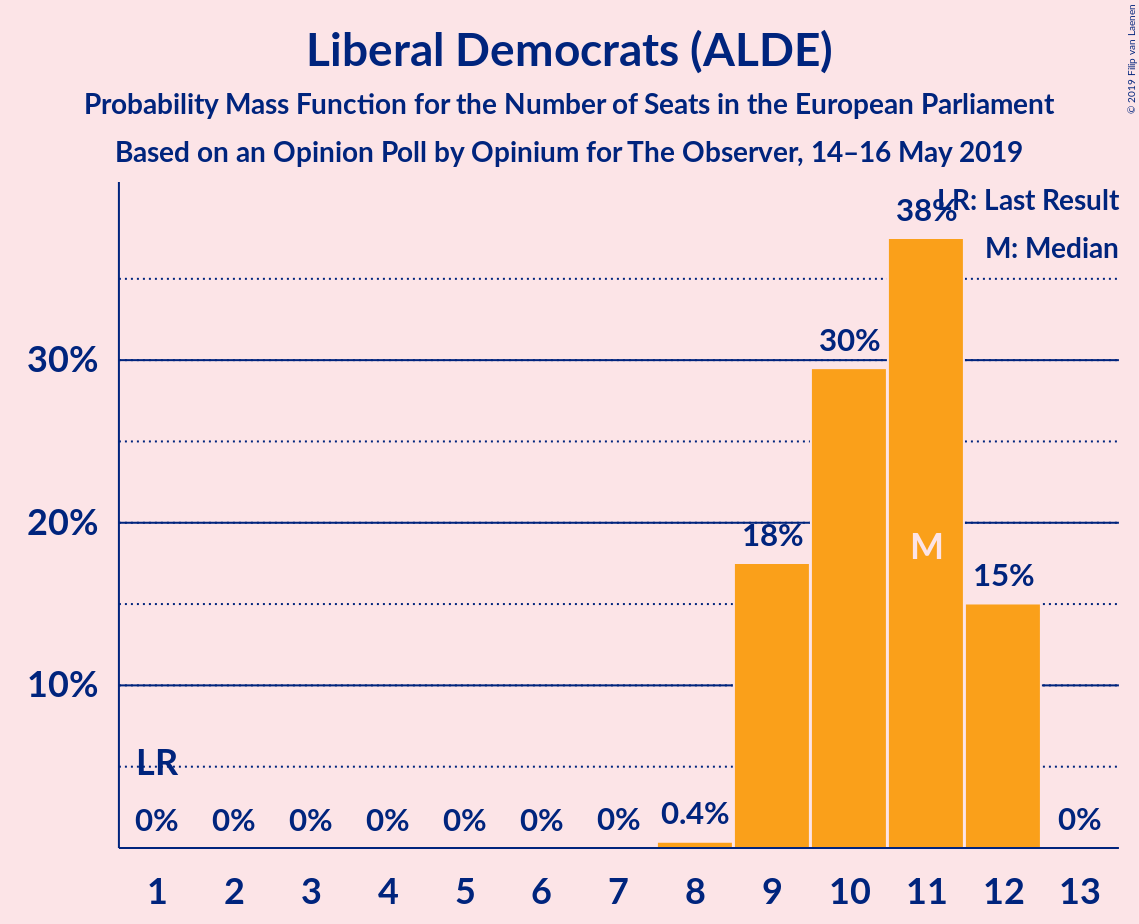 Liberal Democrats (ALDE)
Probability Mass Function for the Number of Seats in the European Parliament
Based on an Opinion Poll by Opinium for The Observer, 14–16 May 2019
© 2019 Filip van Laenen
LR: Last Result
M: Median
38%
30%
30%
20%
18%
M
15%
10%
LR
0% 0% 0% 0% 0% 0% 0% 0.4% 0%
1 2 3 4 5 6 7 8 9 10 11 12 13